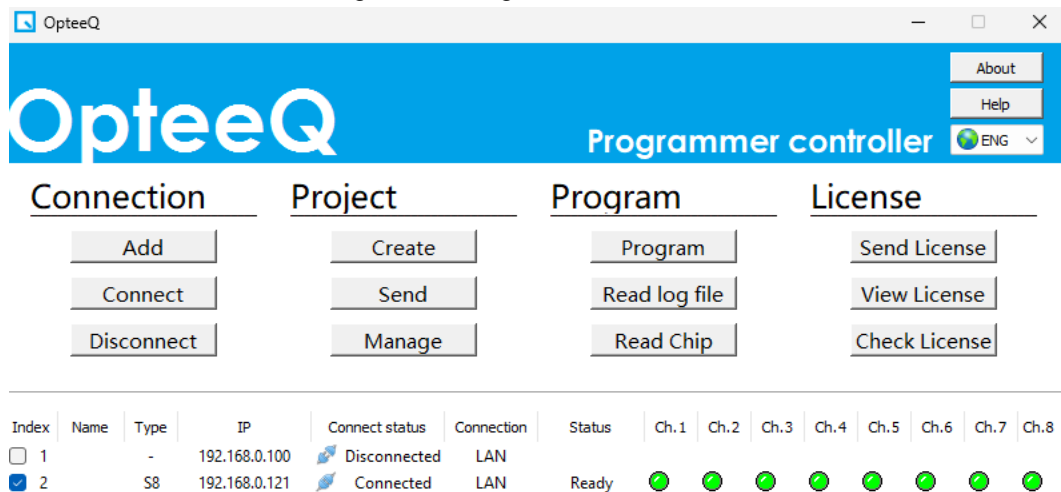 OpteeQ
About
Help
OpteeQ
Programmer controller
ENG
Connection Project Program License
Add Create Program Send License
Connect Send Read log file View License
Disconnect Manage Read Chip Check License
Index Name Type IP Connect status Connection Status Ch.1 Ch.2 Ch.3 Ch.4 Ch.5 Ch.6 Ch.7 Ch.8
1 - 192.168.0.100 Disconnected LAN
2 S8 192.168.0.121 Connected LAN Ready